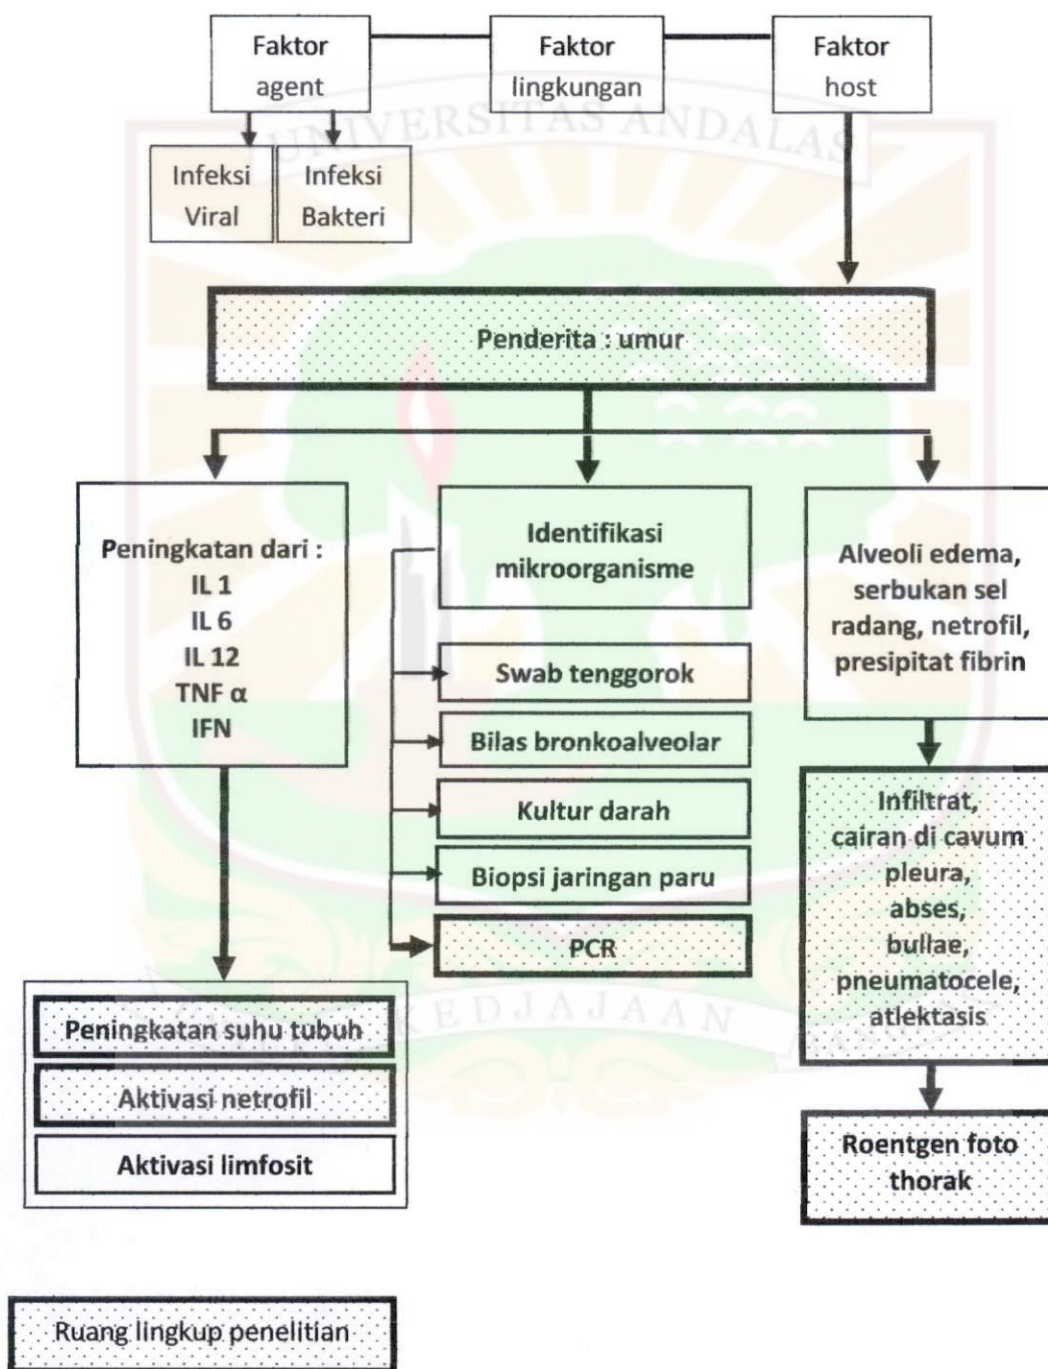 Faktor
agent
Faktor
lingkungan
Faktor
host
UNIVERSITAS ANDALAS
Infeksi
Viral
Infeksi
Bakteri
Penderita : umur
Peningkatan dari :
IL 1
IL 6
IL 12
TNF α
IFN
Identifikasi
mikroorganisme
Alveoli edema,
serbukan sel
radang, netrofil,
presipitat fibrin
Swab tenggorok
Bilas bronkoalveolar
Kultur darah
Biopsi jaringan paru
PCR
Infiltrat,
cairan di cavum
pleura,
abses,
bullae,
pneumatocele,
atlektasis
KEDJAJAAN
Peningkatan suhu tubuh
Aktivasi netrofil
Aktivasi limfosit
Roentgen foto
thorak
Ruang lingkup penelitian